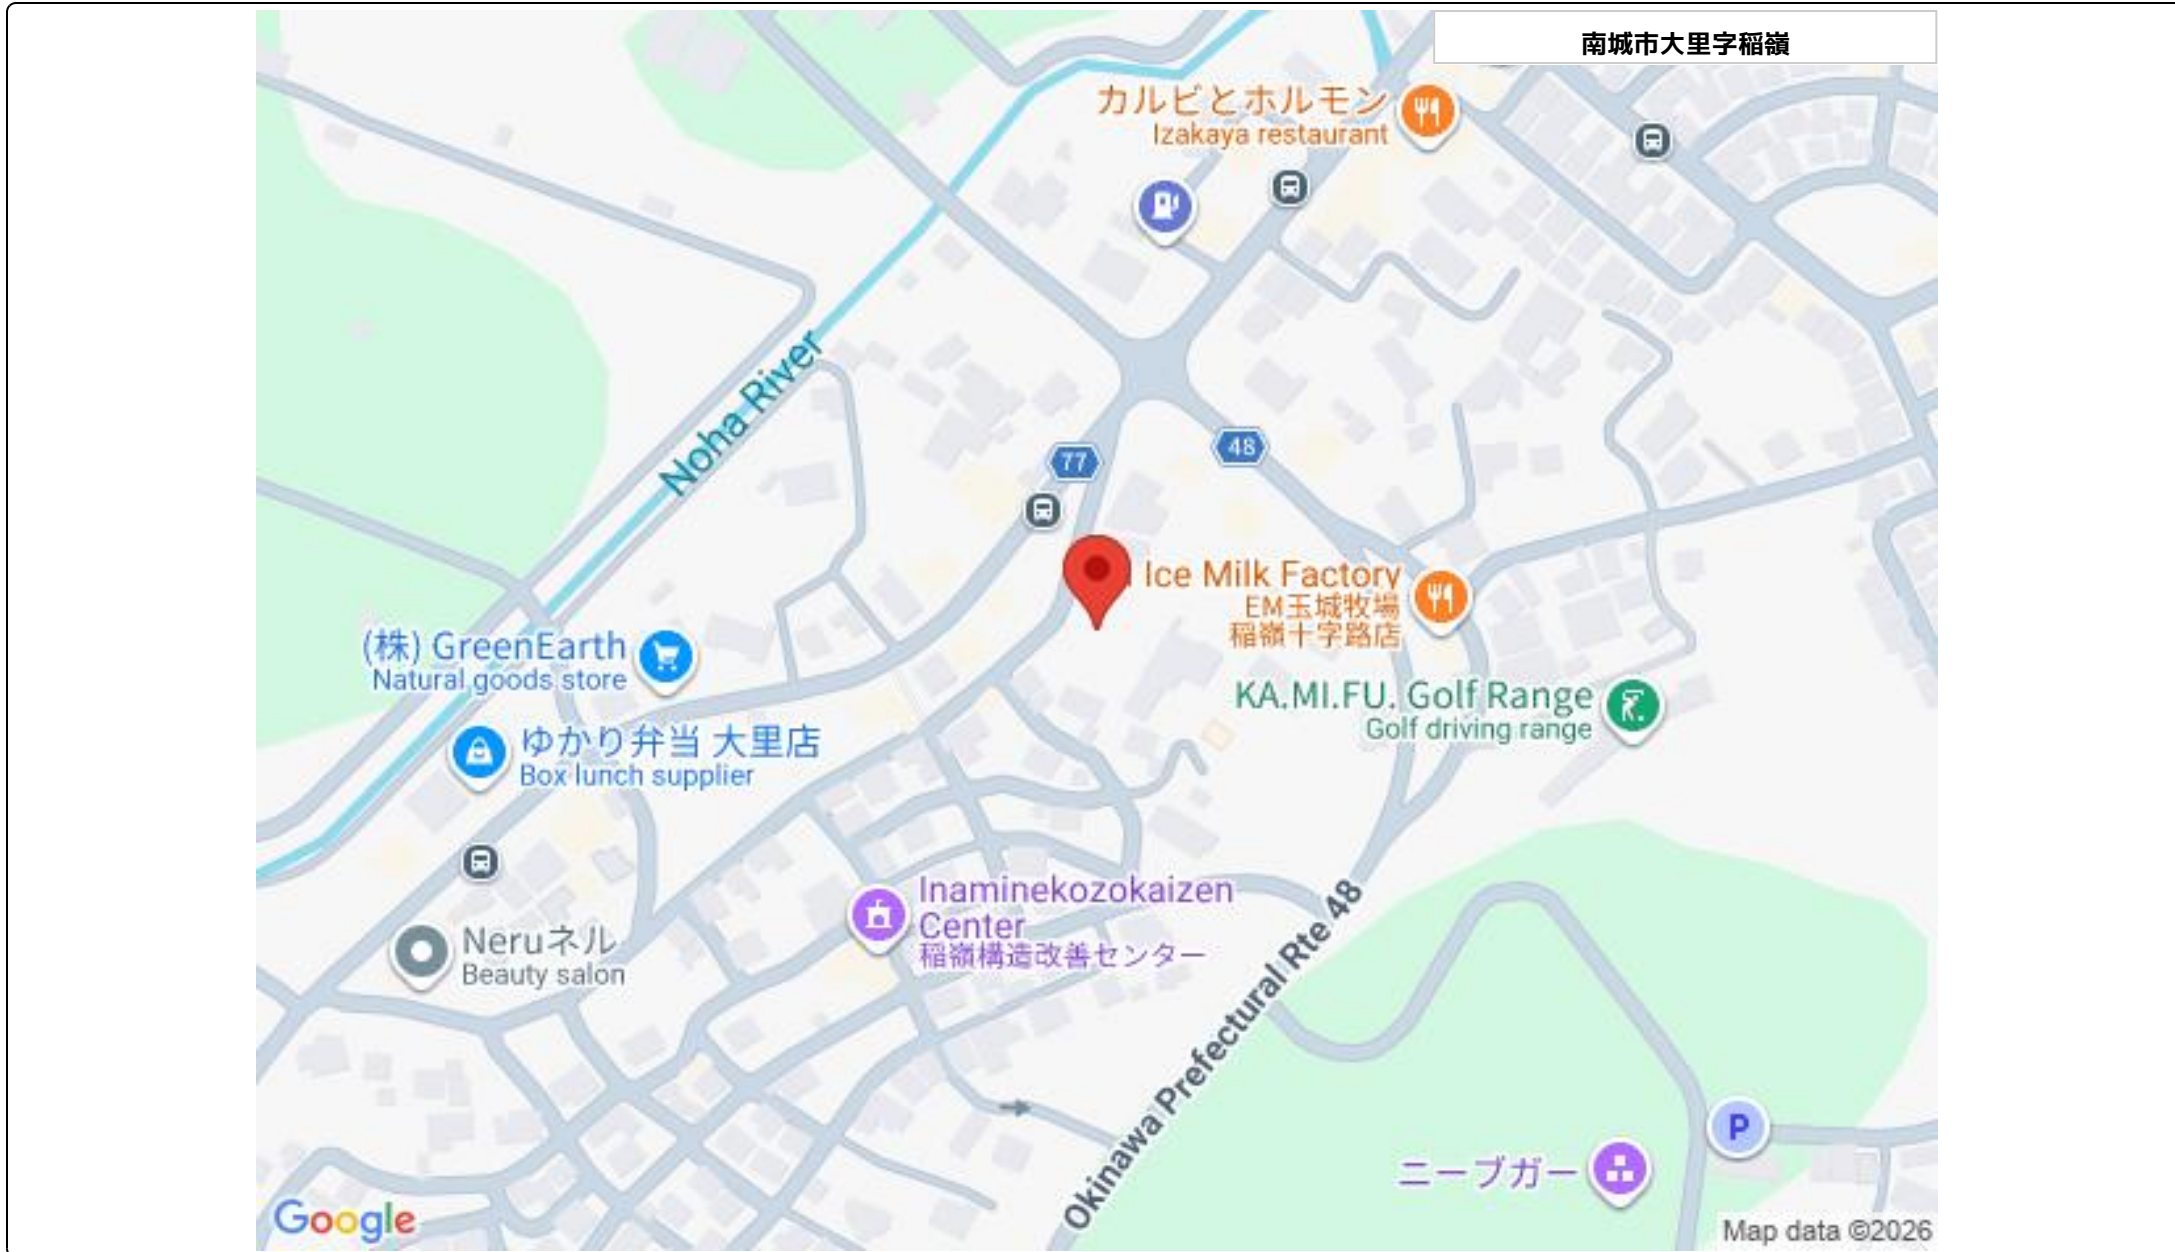 南城市大里字稲嶺
カルビとホルモン
Izakaya restaurant
Noha River
77
48
Ice Milk Factory
EM玉城牧場
稲嶺十字路店
(株) GreenEarth
Natural goods store
KA.MI.FU. Golf Range
Golf driving range
ゆかり弁当 大里店
Box lunch supplier
Inaminekozokaizen
Center
稲嶺構造改善センター
Neruネル
Beauty salon
Okinawa Prefectural Rte 48
P
ニーブガー
Google
Map data ©2026